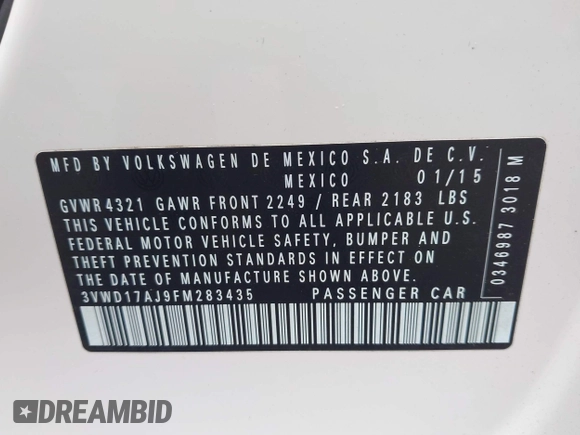 MFD BY VOLKSWAGEN DE MEXICO S.A. DE C.V.
MEXICO 01/15
GVWR 4321 GAWR FRONT 2249 / REAR 2183 LBS
THIS VEHICLE CONFORMS TO ALL APPLICABLE U.S.
FEDERAL MOTOR VEHICLE SAFETY, BUMPER AND
THEFT PREVENTION STANDARDS IN EFFECT ON
THE DATE OF MANUFACTURE SHOWN ABOVE.
3VWD17AJ9FM283435 PASSENGER CAR
0346987 3018 M
DREAMBID